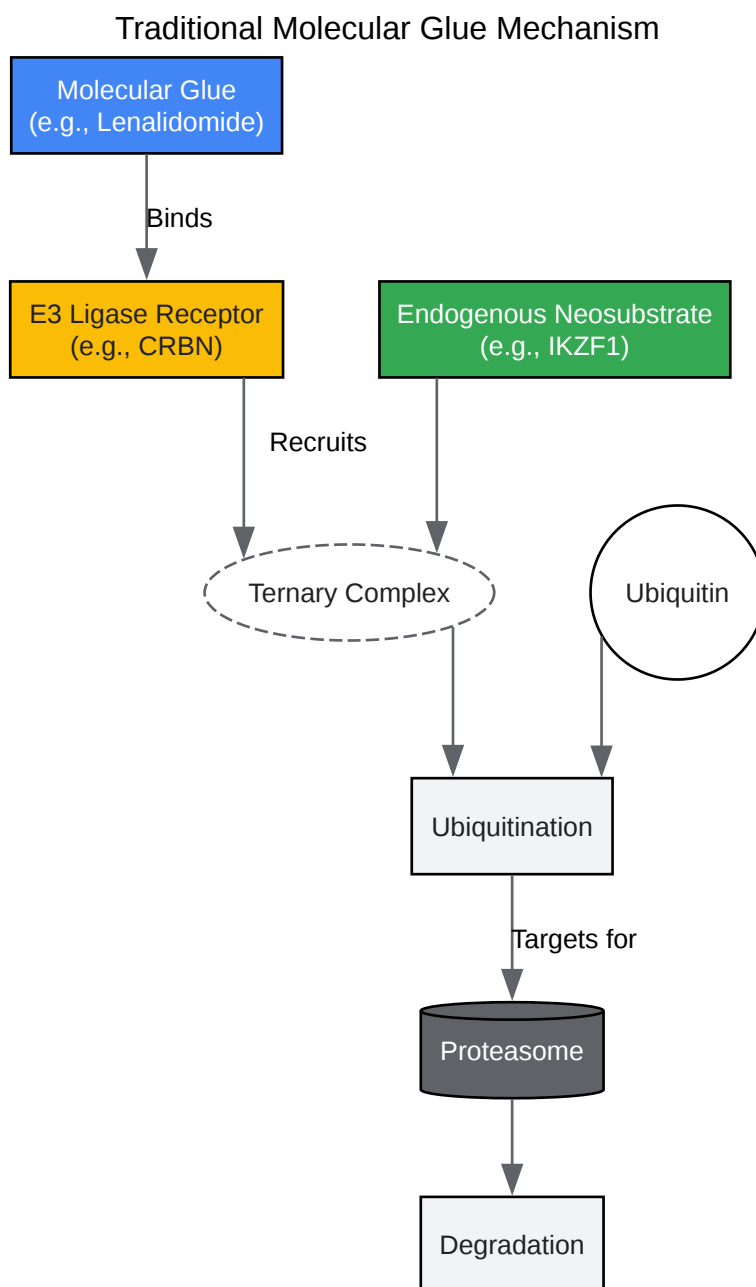 Traditional Molecular Glue Mechanism
Molecular Glue
(e.g., Lenalidomide)
Binds
E3 Ligase Receptor
(e.g., CRBN)
Endogenous Neosubstrate
(e.g., IKZF1)
Recruits
Ternary Complex
Ubiquitin
Ubiquitination
Targets for
Proteasome
Degradation